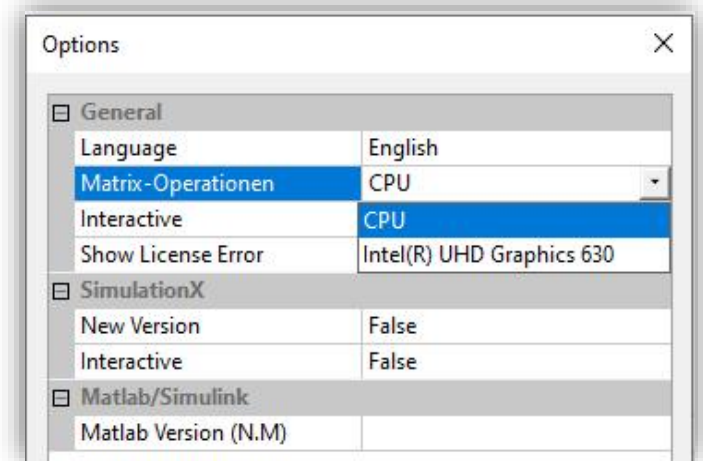 Options
General
Language English
Matrix-Operationen CPU
Interactive CPU
Show License Error Intel(R) UHD Graphics 630
SimulationX
New Version False
Interactive False
Matlab/Simulink
Matlab Version (N.M)